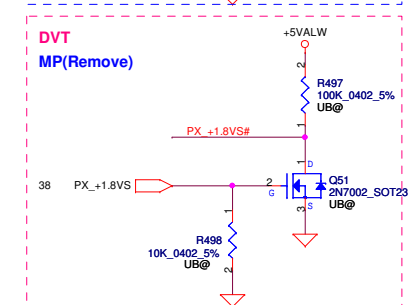 DVT
+5VALW
MP(Remove)
2
R497
100K_0402_5%
UB@
1
PX_+1.8VS#
1
D
38 PX_+1.8VS
2
G
Q51
2N7002_SOT23
S
3
UB@
1
R498
10K_0402_5%
UB@
2